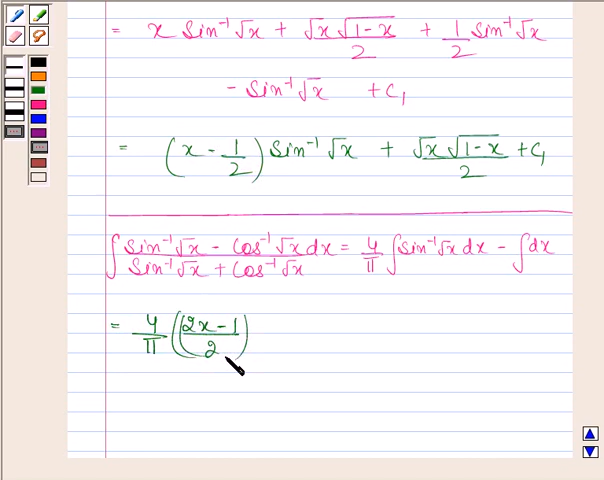 = x Sin⁻¹√x + √x √1-x / 2 + 1/2 Sin⁻¹√x
- Sin⁻¹√x + C₁
= (x - 1/2) Sin⁻¹√x + √x √1-x / 2 + C₁
∫ Sin⁻¹√x - Cos⁻¹√x / Sin⁻¹√x + Cos⁻¹√x dx = 4/π ∫ Sin⁻¹√x dx - ∫ dx
= 4/π ((2x - 1 / 2)